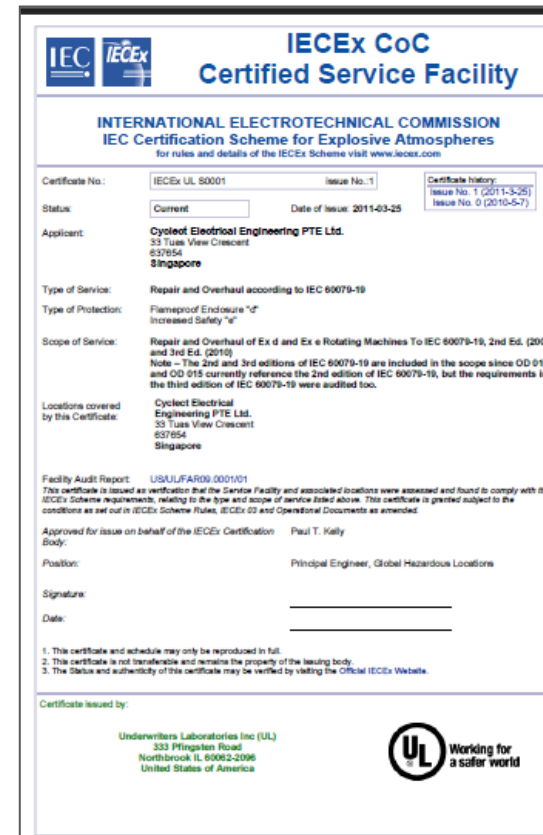 IEC IECEx
IECEx CoC
Certified Service Facility
INTERNATIONAL ELECTROTECHNICAL COMMISSION
IEC Certification Scheme for Explosive Atmospheres
for rules and details of the IECEx Scheme visit www.iecex.com
Certificate No.: IECEx UL S0001 issue No.:1 Certificate history:
Issue No. 1 (2011-3-25)
Issue No. 0 (2010-5-7)
Status: Current Date of Issue: 2011-03-25
Applicant: Cyclect Electrical Engineering PTE Ltd.
33 Tuas View Crescent
637654
Singapore
Type of Service: Repair and Overhaul according to IEC 60079-19
Type of Protection: Flameproof Enclosure "d"
Increased Safety "e"
Scope of Service: Repair and Overhaul of Ex d and Ex e Rotating Machines To IEC 60079-19, 2nd Ed. (200
and 3rd Ed. (2010)
Note – The 2nd and 3rd editions of IEC 60079-19 are included in the scope since OD 01
and OD 015 currently reference the 2nd edition of IEC 60079-19, but the requirements i
the third edition of IEC 60079-19 were audited too.
Locations covered
by this Certificate:
Cyclect Electrical
Engineering PTE Ltd.
33 Tuas View Crescent
637654
Singapore
Facility Audit Report US/UL/FAR09.0001/01
This certificate is issued as verification that the Service Facility and associated locations were assessed and found to comply with th
IECEx Scheme requirements, relating to the type and scope of service listed above. This certificate is granted subject to the
conditions as set out in IECEx Scheme Rules, IECEx 03 and Operational Documents as amended.
Approved for issue on behalf of the IECEx Certification Paul T. Kelly
Body:
Position: Principal Engineer, Global Hazardous Locations
Signature:
Date:
1. This certificate and schedule may only be reproduced in full.
2. This certificate is not transferable and remains the property of the issuing body.
3. The Status and authenticity of this certificate may be verified by visiting the Official IECEx Website.
Certificate issued by:
Underwriters Laboratories Inc (UL)
333 Pfingsten Road
Northbrook IL 60062-2096
United States of America
UL ® Working for
a safer world